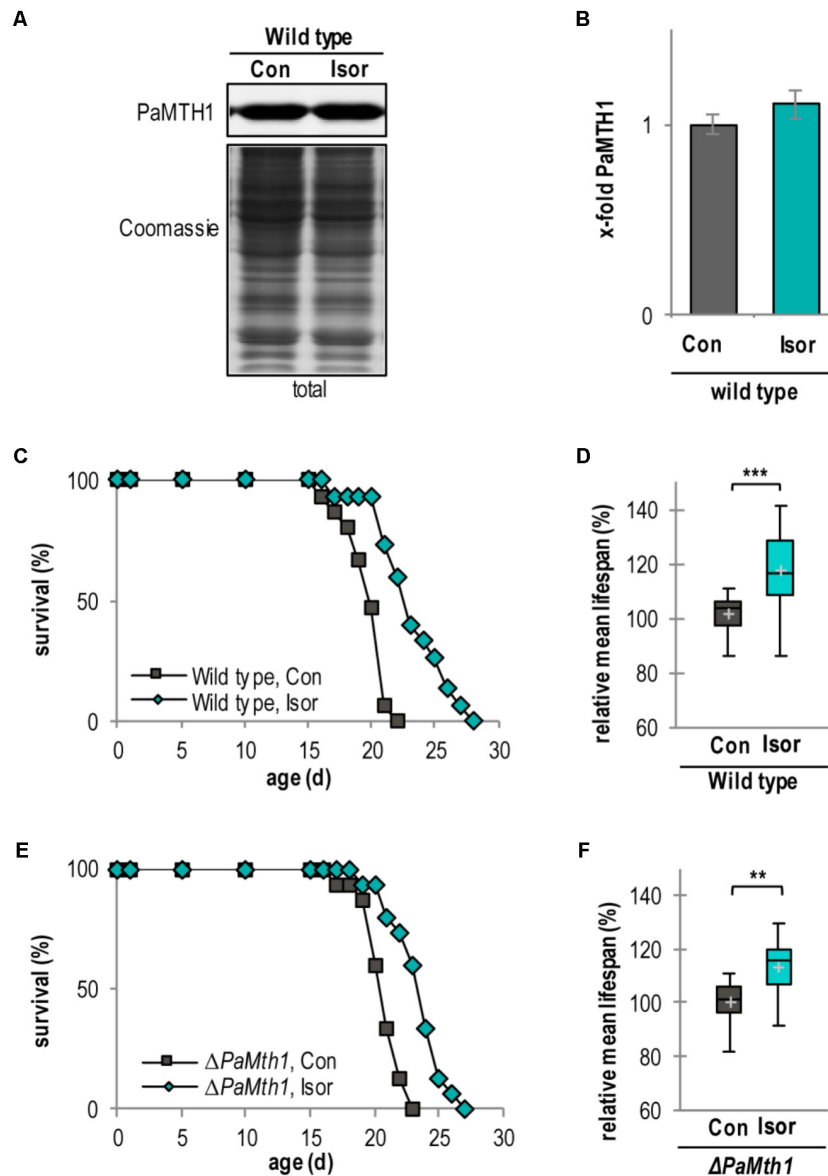 A
Wild type
Con Isor
PaMTH1
Coomassie
total
B
x-fold PaMTH1
1
0
Con Isor
wild type
C
survival (%)
100
50
0
Wild type, Con
Wild type, Isor
0 5 10 15 20 25 30
age (d)
D
relative mean lifespan (%)
***
140
120
100
80
60
Con Isor
Wild type
E
survival (%)
100
50
0
ΔPaMth1, Con
ΔPaMth1, Isor
0 5 10 15 20 25 30
age (d)
F
relative mean lifespan (%)
**
140
120
100
80
60
Con Isor
ΔPaMth1